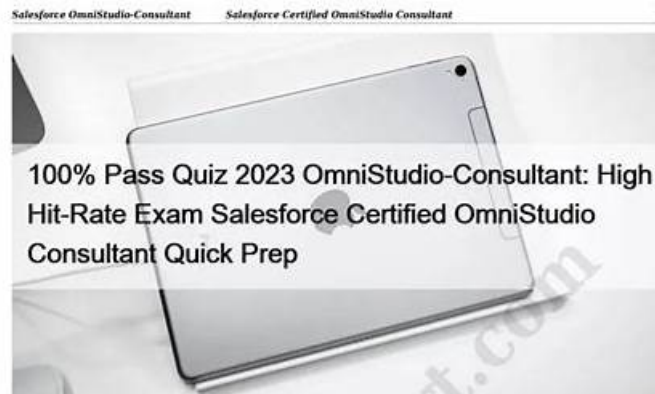 Salesforce OmniStudio-Consultant Salesforce Certified OmniStudio Consultant
100% Pass Quiz 2023 OmniStudio-Consultant: High
Hit-Rate Exam Salesforce Certified OmniStudio
Consultant Quick Prep